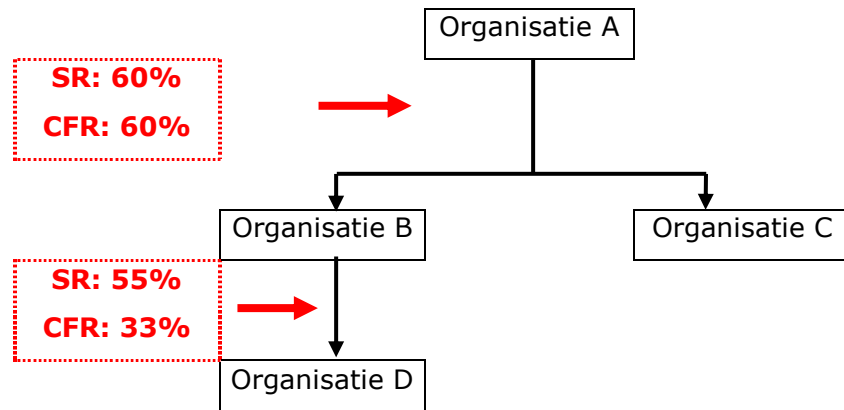 Organisatie A
SR: 60%
CFR: 60%
Organisatie B
Organisatie C
SR: 55%
CFR: 33%
Organisatie D